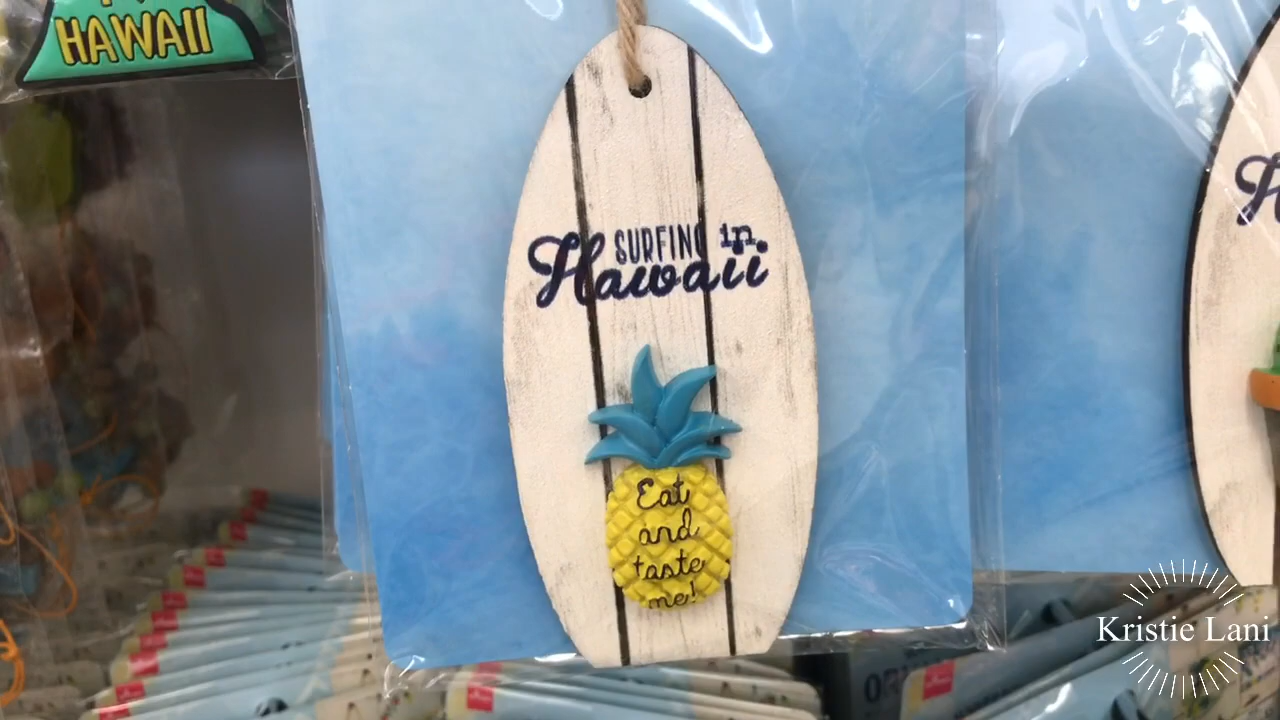 HAWAII
SURFING in
Hawaii
Eat
and
taste
me!
Kristie Lani